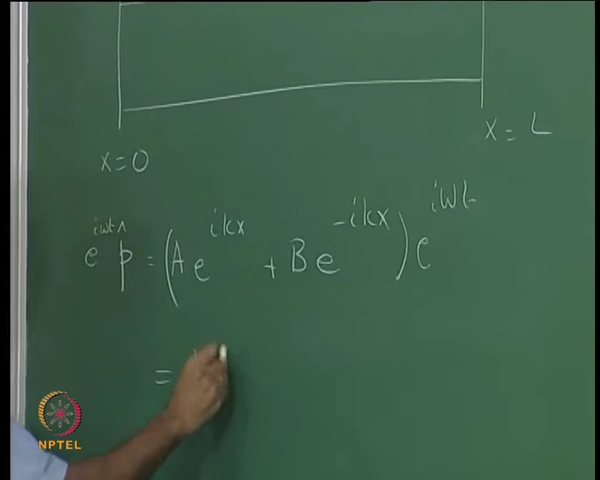 x = 0
x = L
e^{iωt} p̂ = (A e^{ikx} + B e^{-ikx}) e^{iωt}
=
NPTEL